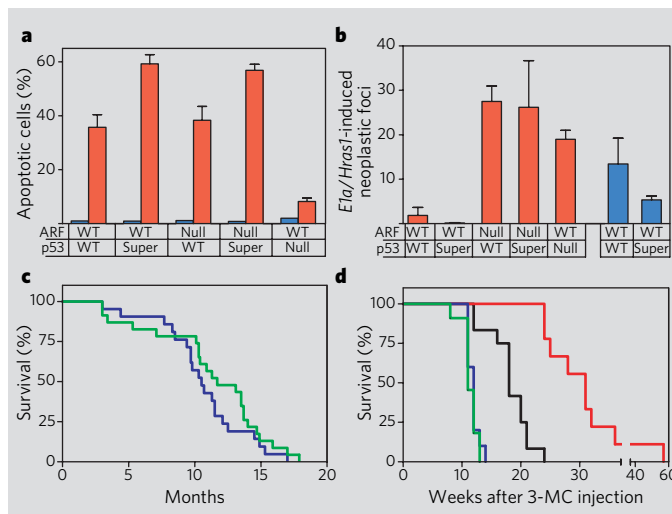 a
Apoptotic cells (%)
60
40
20
ARF WT WT Null Null WT
p53 WT Super WT Super Null
b
E1a/Hras1-induced
neoplastic foci
40
30
20
10
0
ARF WT WT Null Null WT WT WT
p53 WT Super WT Super Null WT Super
c
Survival (%)
100
75
50
25
0
0 5 10 15 20
Months
d
Survival (%)
100
75
50
25
0
0 10 20 30 40 60
Weeks after 3-MC injection